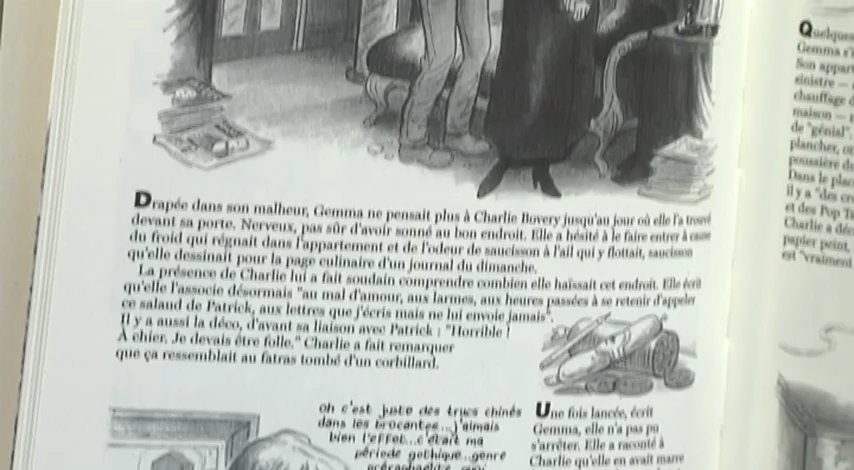 Drapée dans son malheur, Gemma ne pensait plus à Charlie Bovery jusqu'au jour où elle l'a trouvé
devant sa porte. Nerveux, pas sûr d'avoir sonné au bon endroit. Elle a hésité à le faire entrer à cause
du froid qui régnait dans l'appartement et de l'odeur de saucisson à l'ail qui y flottait, saucisson
qu'elle dessinait pour la page culinaire d'un journal du dimanche.
La présence de Charlie lui a fait soudain comprendre combien elle haïssait cet endroit. Elle écrit
qu'elle l'associe désormais "au mal d'amour, aux larmes, aux heures passées à se retenir d'appeler
ce salaud de Patrick, aux lettres que j'écris mais ne lui envoie jamais".
Il y a aussi la déco, d'avant sa liaison avec Patrick : "Horrible !
À chier. Je devais être folle." Charlie a fait remarquer
que ça ressemblait au fatras tombé d'un corbillard.
oh c'est juste des trucs chinés
dans les brocantes...j'aimais
bien l'effet...c'était ma
période gothique...genre
préraphaélite
Une fois lancée, écrit
Gemma, elle n'a pas pu
s'arrêter. Elle a raconté à
Charlie qu'elle en avait marre
Quelques
Gemma
Son appart
sinistre —
chauffage
maison —
de "génial".
plancher, or
poussière du
Dans le plac
il y a "des
et des Pop
Charlie a déc
papier peint,
est "vraiment